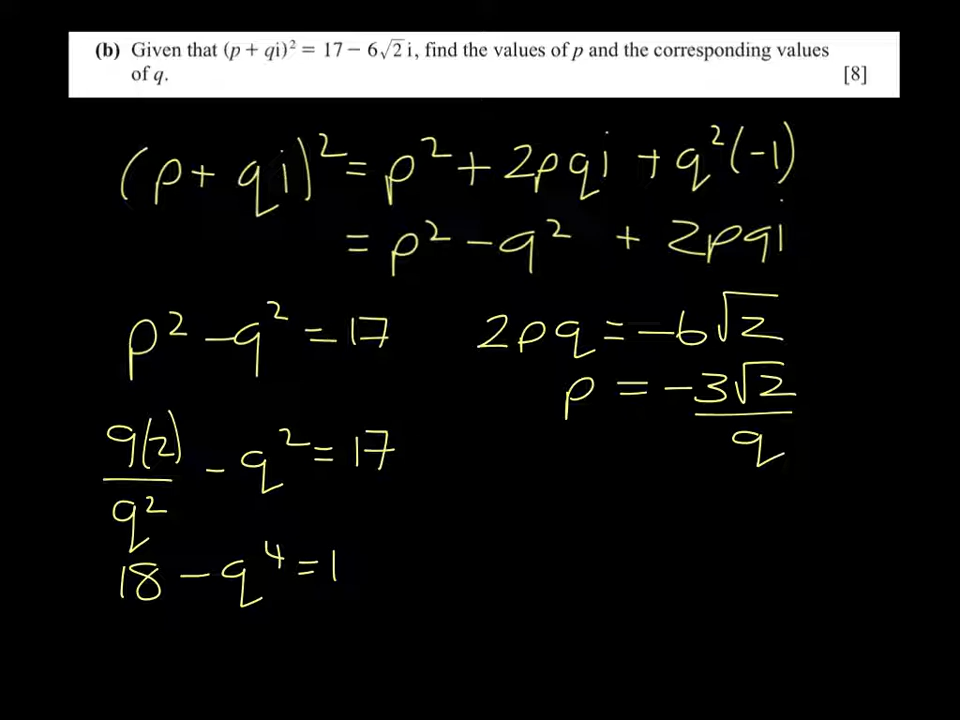 (b) Given that (p + qi)² = 17 − 6√2 i, find the values of p and the corresponding values
of q. [8]
(p + qi)² = p² + 2pqi + q²(-1)
= p² - q² + 2pqi
p² - q² = 17 2pq = -6√2
p = -3√2/q
9(2)/q² - q² = 17
18 - q⁴ = 1